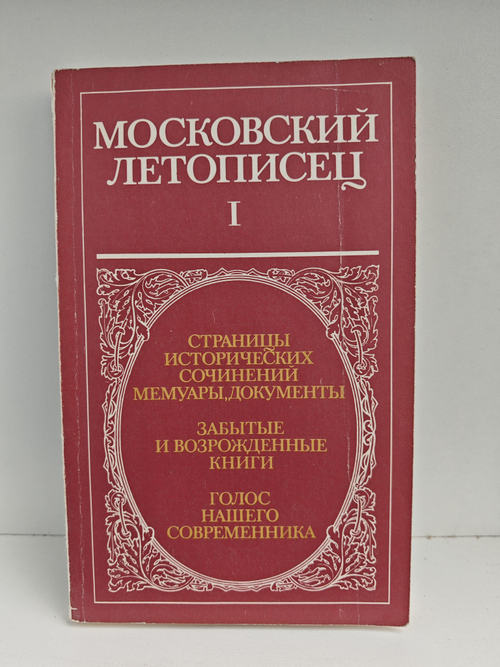 МОСКОВСКИЙ
ЛЕТОПИСЕЦ
I
СТРАНИЦЫ
ИСТОРИЧЕСКИХ
СОЧИНЕНИЙ
МЕМУАРЫ, ДОКУМЕНТЫ
ЗАБЫТЫЕ
И ВОЗРОЖДЕННЫЕ
КНИГИ
ГОЛОС
НАШЕГО
СОВРЕМЕННИКА